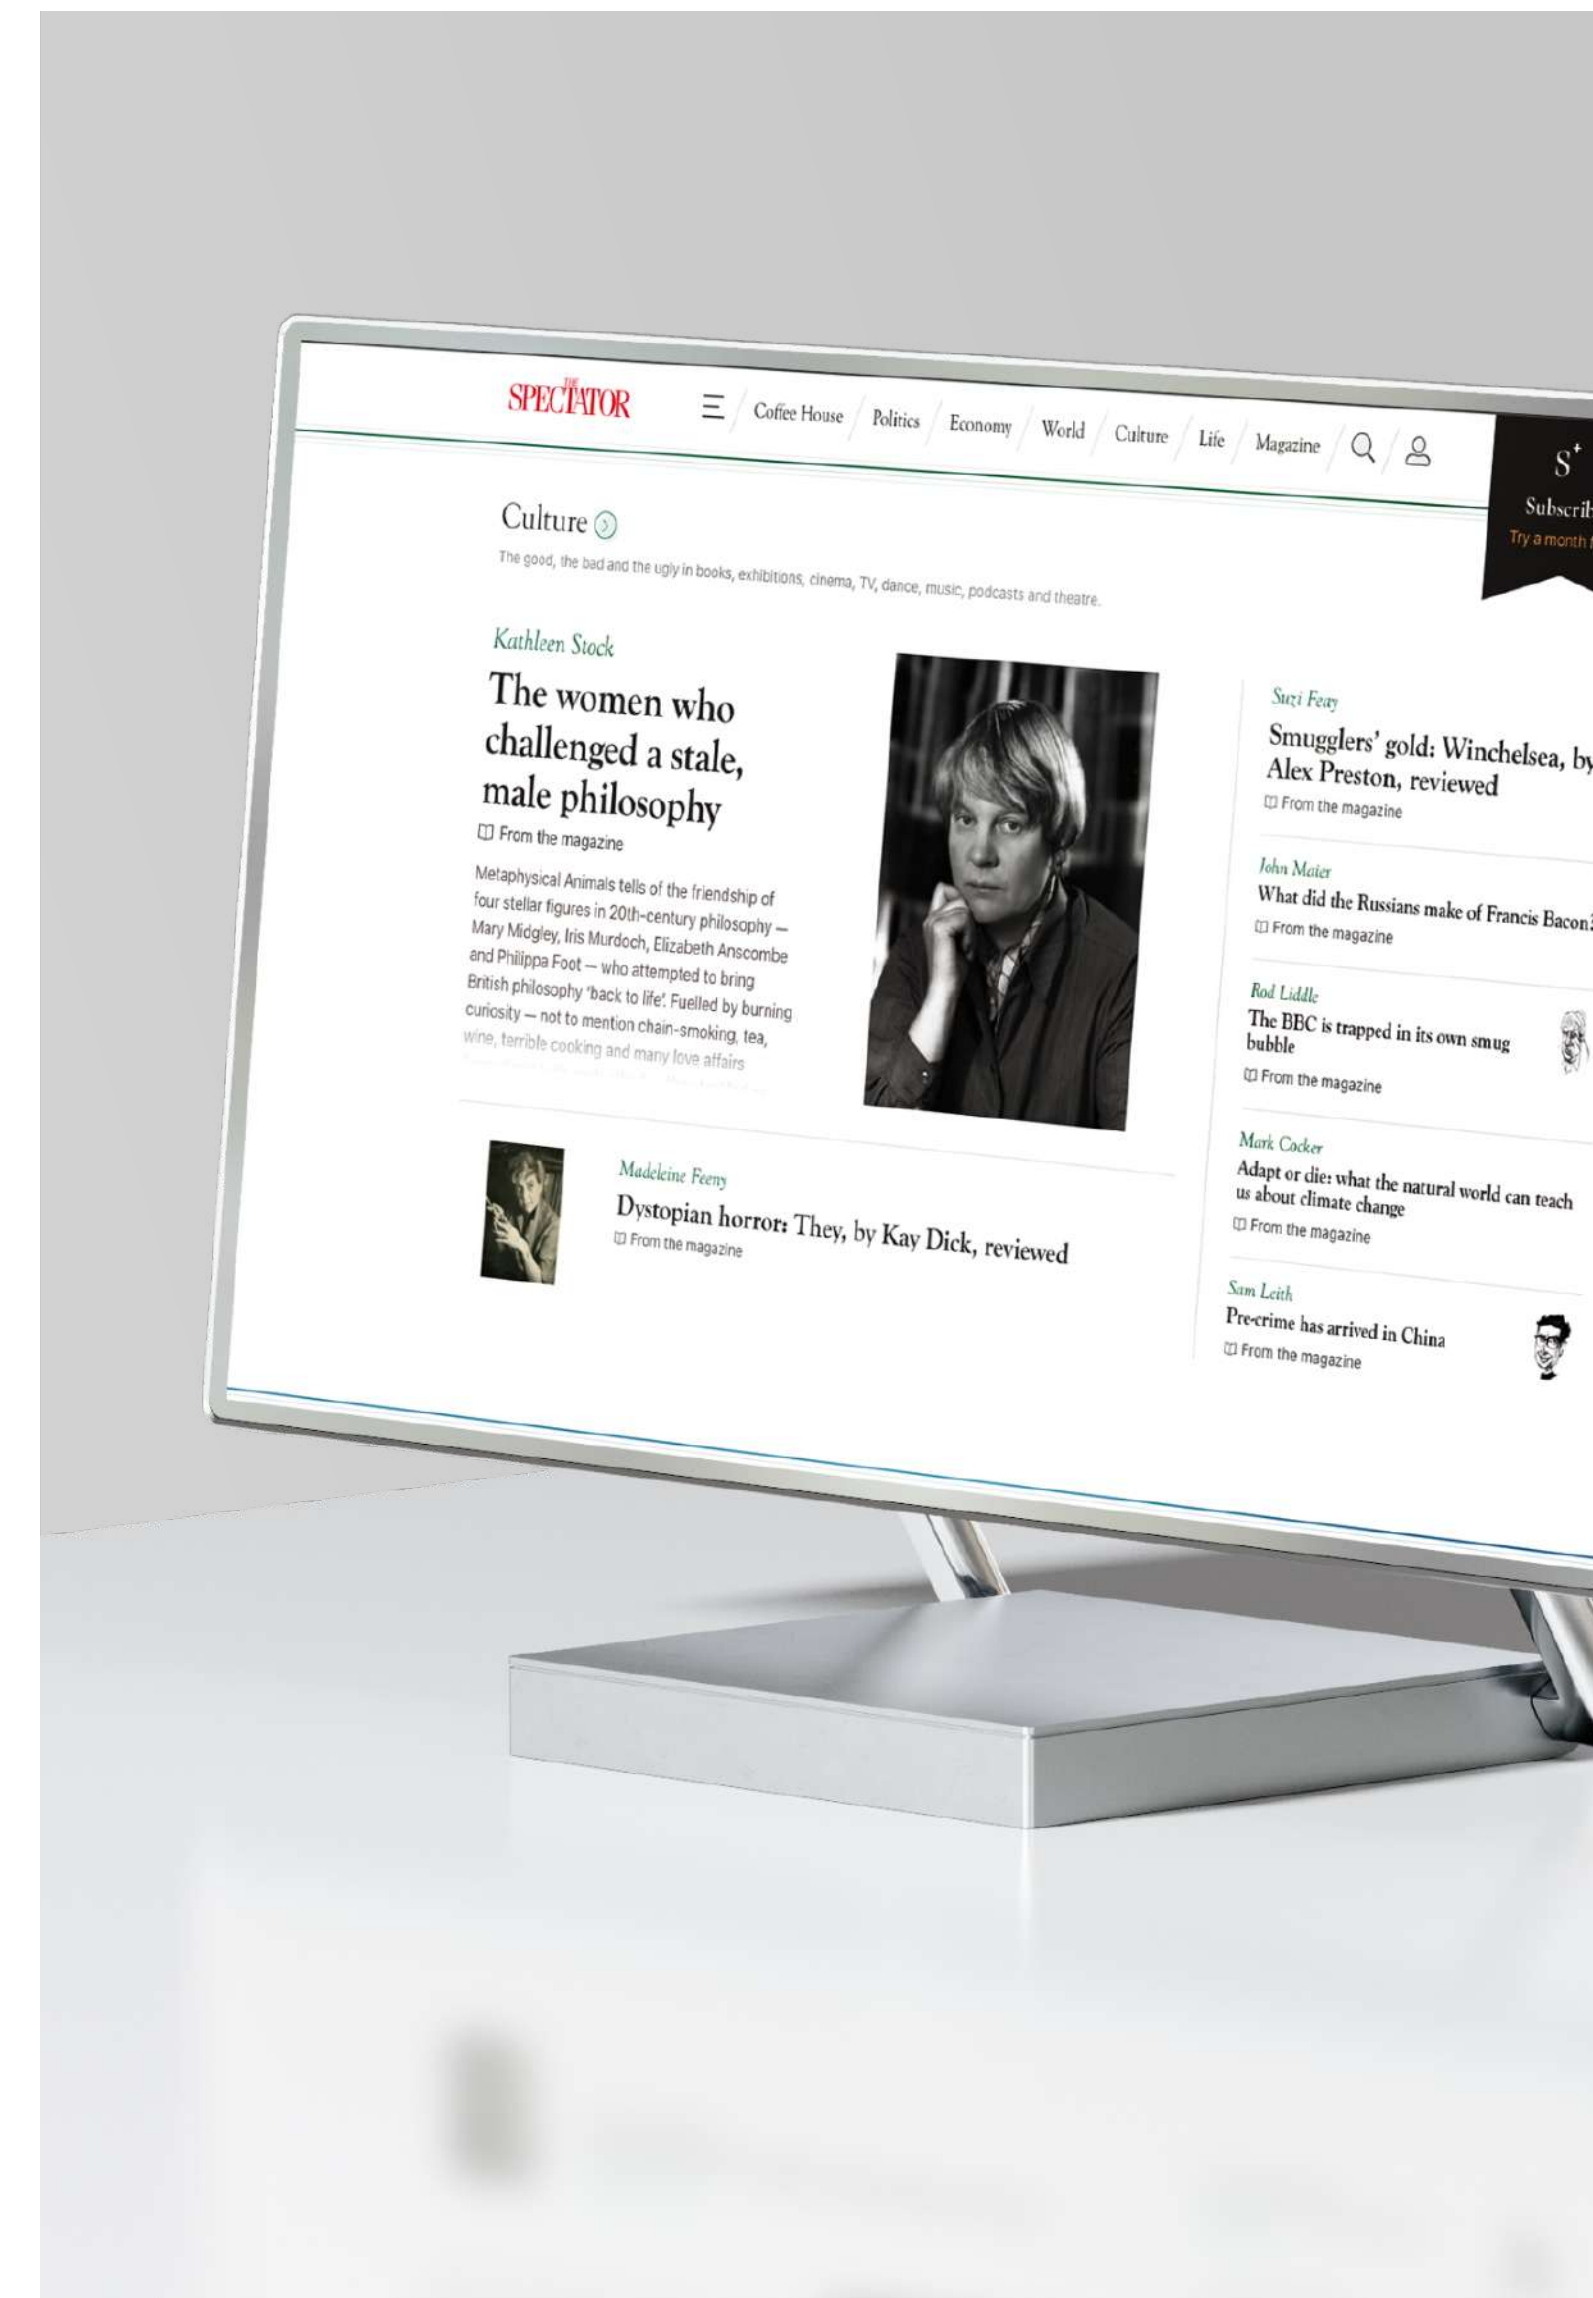 THE
SPECTATOR
Coffee House
Politics
Economy
World
Culture
Life
Magazine
S+
Try a month
Culture
The good, the bad and the ugly in books, exhibitions, cinema, TV, dance, music, podcasts and theatre.
Kathleen Stock
The women who
challenged a stale,
male philosophy
From the magazine
Metaphysical Animals tells of the friendship of
four stellar figures in 20th-century philosophy —
Mary Midgley, Iris Murdoch, Elizabeth Anscombe
and Philippa Foot — who attempted to bring
British philosophy 'back to life'. Fuelled by burning
curiosity — not to mention chain-smoking, tea,
wine, terrible cooking and many love affairs
Madeleine Feeny
Dystopian horror: They, by Kay Dick, reviewed
From the magazine
Suzi Feay
Smugglers' gold: Winchelsea, by
Alex Preston, reviewed
From the magazine
John Maier
What did the Russians make of Francis Bacon?
From the magazine
Rod Liddle
The BBC is trapped in its own smug
bubble
From the magazine
Mark Cocker
Adapt or die: what the natural world can teach
us about climate change
From the magazine
Sam Leith
Pre-crime has arrived in China
From the magazine